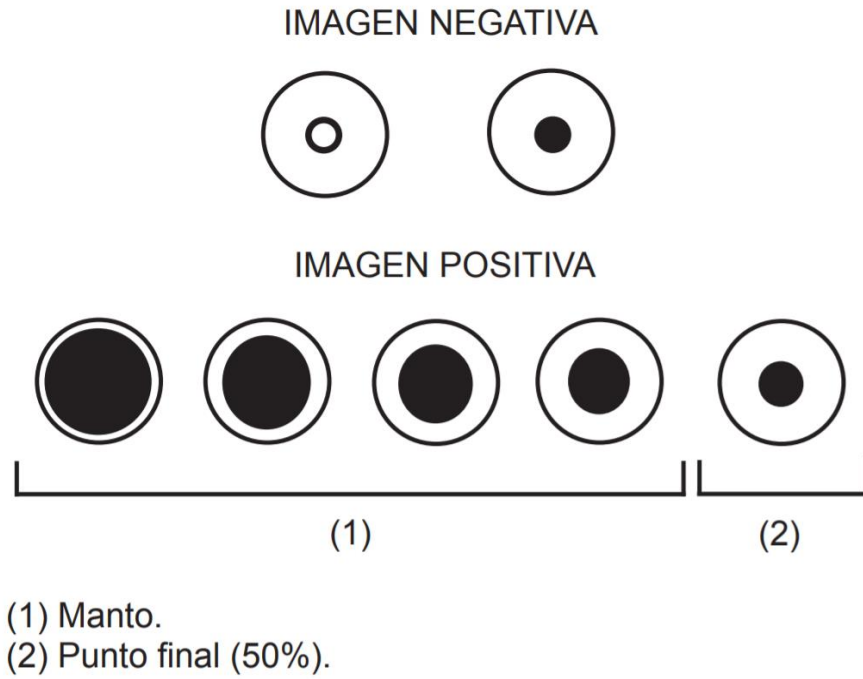 IMAGEN NEGATIVA
IMAGEN POSITIVA
(1)
(2)
(1) Manto.
(2) Punto final (50%).